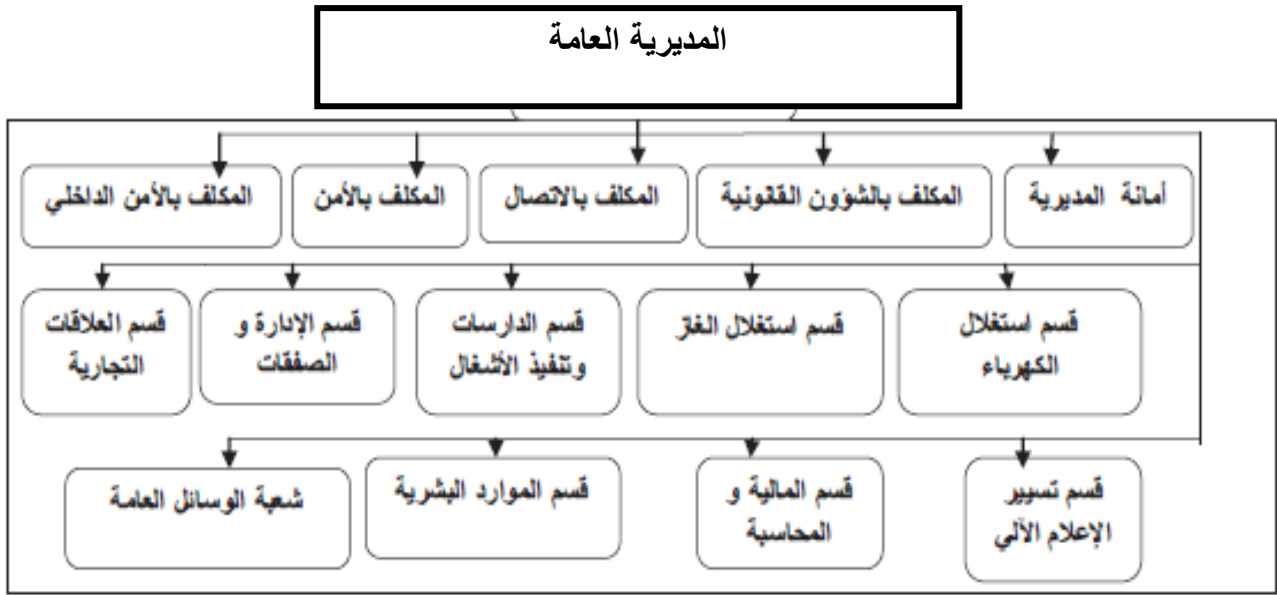 المديرية العامة
أمانة المديرية
المكلف بالشؤون القانونية
المكلف بالاتصال
المكلف بالأمن
المكلف بالأمن الداخلي
قسم استغلال
الكهرباء
قسم استغلال الغاز
قسم الدارسات
وتنفيذ الأشغال
قسم الإدارة و
الصفقات
قسم العلاقات
التجارية
قسم تسيير
الإعلام الآلي
قسم المالية و
المحاسبة
قسم الموارد البشرية
شعبة الوسائل العامة